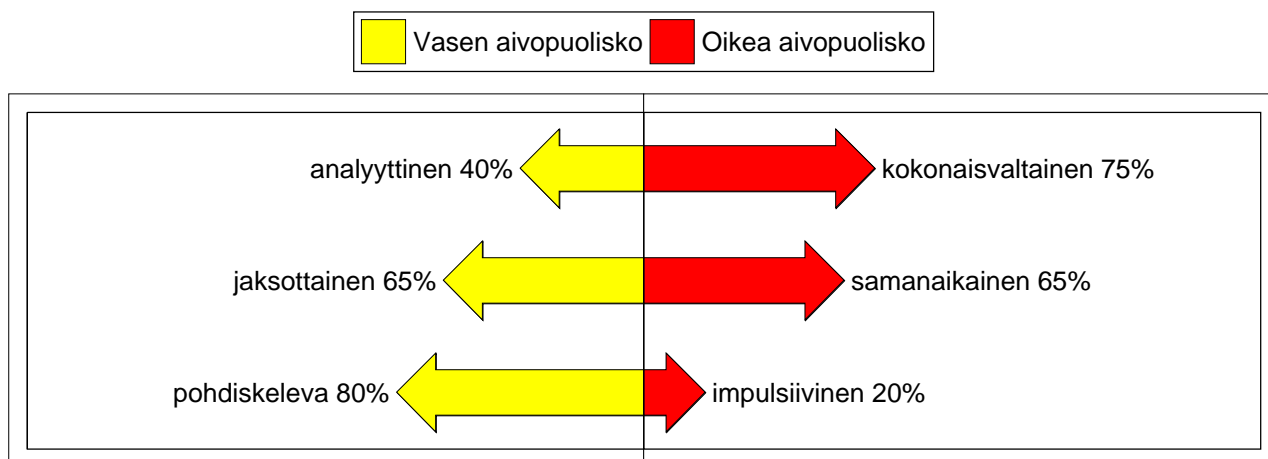 Vasen aivopuolisko Oikea aivopuolisko
analyyttinen 40% kokonaisvaltainen 75%
jaksottainen 65% samanaikainen 65%
pohdiskeleva 80% impulsiivinen 20%